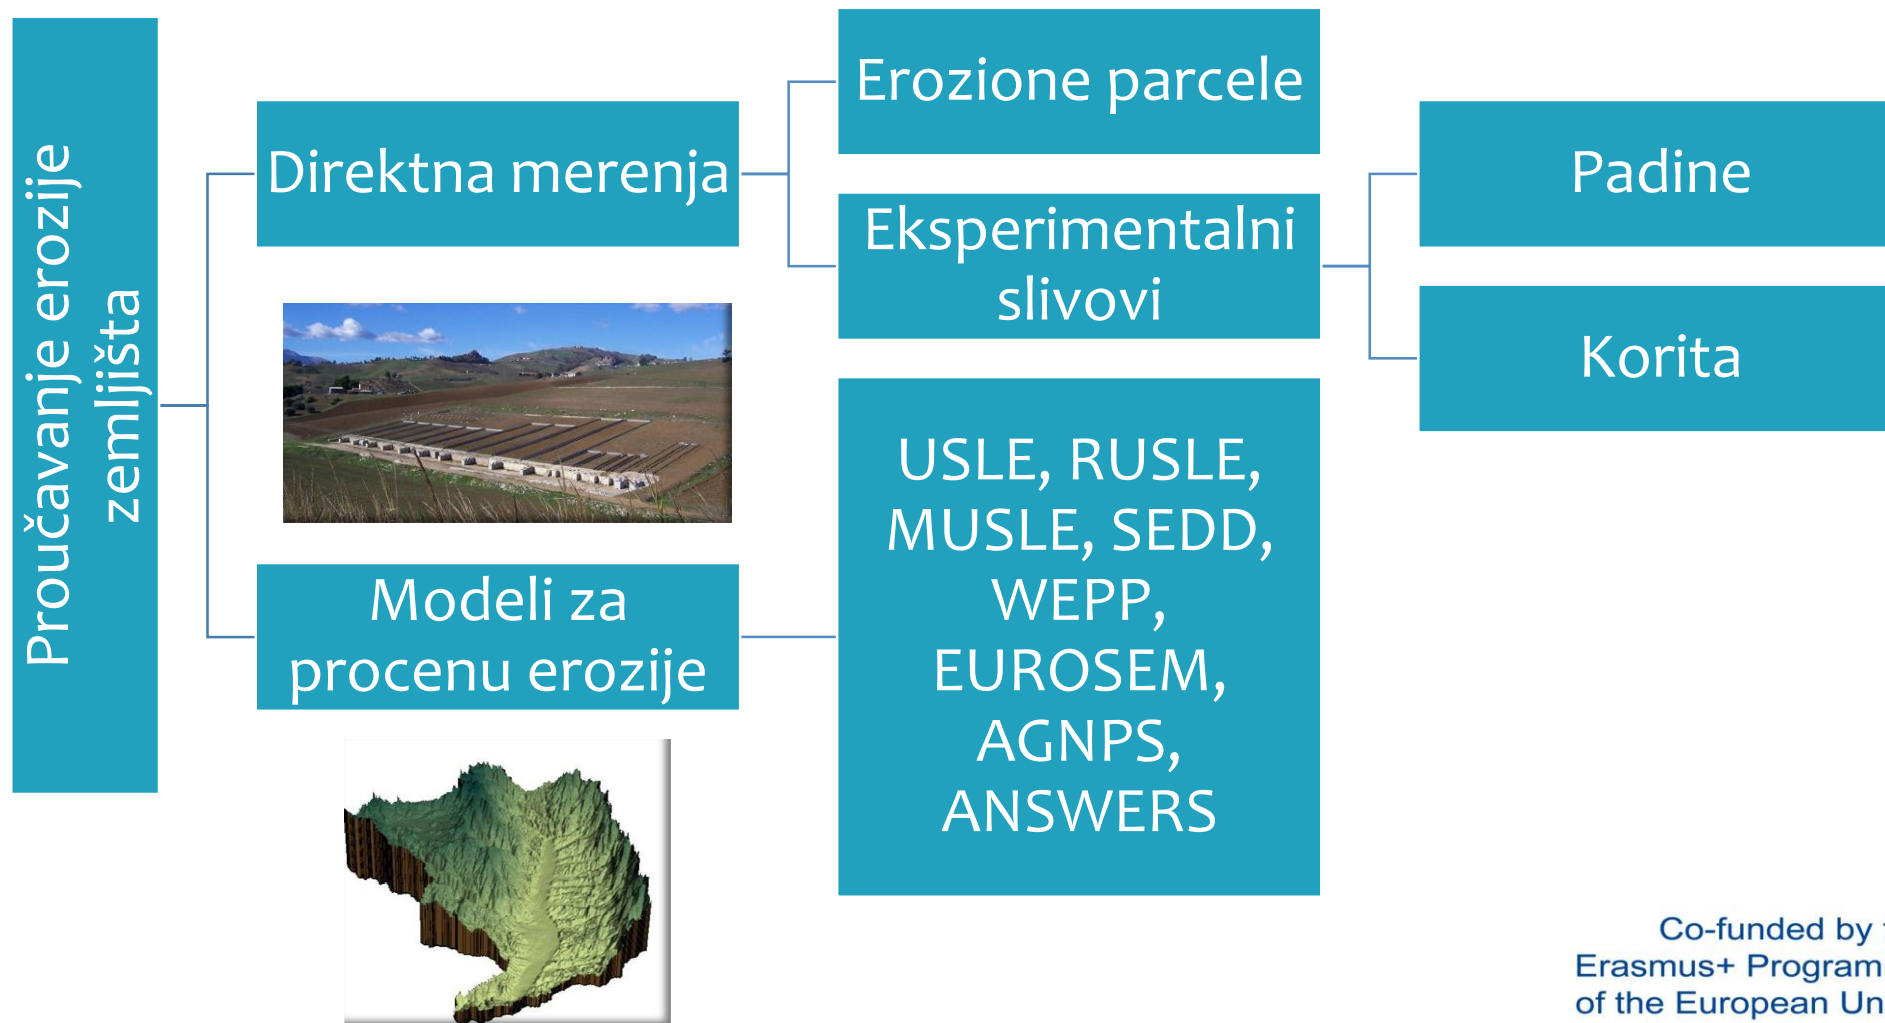 Proučavanje erozije
zemljišta
Direktna merenja
Erozione parcele
Eksperimentalni
slivovi
Padine
Korita
Modeli za
procenu erozije
USLE, RUSLE,
MUSLE, SEDD,
WEPP,
EUROSEM,
AGNPS,
ANSWERS
Co-funded by
Erasmus+
of the European